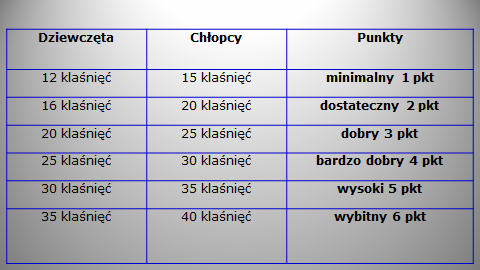 Dziewczęta Chłopcy Punkty
12 klaśnięć 15 klaśnięć minimalny 1 pkt
16 klaśnięć 20 klaśnięć dostateczny 2 pkt
20 klaśnięć 25 klaśnięć dobry 3 pkt
25 klaśnięć 30 klaśnięć bardzo dobry 4 pkt
30 klaśnięć 35 klaśnięć wysoki 5 pkt
35 klaśnięć 40 klaśnięć wybitny 6 pkt